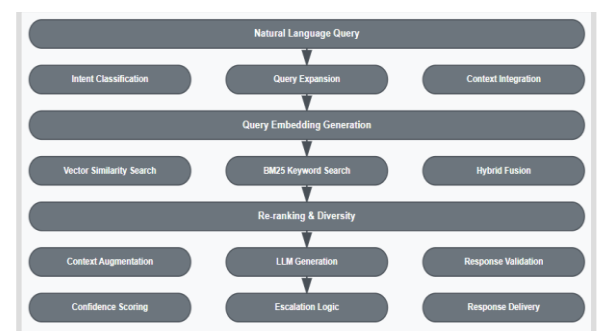 Natural Language Query
Intent Classification
Query Expansion
Context Integration
Query Embedding Generation
Vector Similarity Search
BM25 Keyword Search
Hybrid Fusion
Re-ranking & Diversity
Context Augmentation
LLM Generation
Response Validation
Confidence Scoring
Escalation Logic
Response Delivery